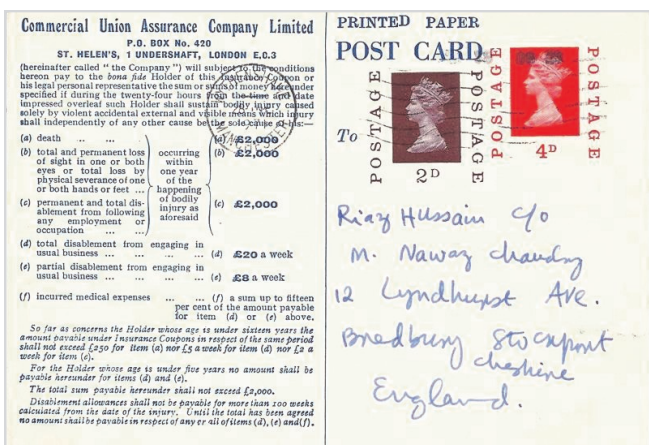 Commercial Union Assurance Company Limited
P.O. BOX No. 420
ST. HELEN'S, 1 UNDERSHAFT, LONDON E.C.3
(hereinafter called " the Company ") will subject to the conditions
hereon pay to the bona fide Holder of this Insurance Coupon or
his legal personal representative the sum or sums of money hereunder
specified if during the twenty-four hours from the time and date
impressed overleaf such Holder shall sustain bodily injury caused
solely by violent accidental external and visible means which injury
shall independently of any other cause be the sole cause of his:—
(a) death ... ... ... (a) £2,000
(b) total and permanent loss
of sight in one or both
eyes or total loss by
physical severance of one
or both hands or feet ...
(c) permanent and total dis-
ablement from following
any employment or
occupation ... ...
occurring
within
one year
of the
happening
of bodily
injury as
aforesaid
(b) £2,000
(c) £2,000
(d) total disablement from engaging in
usual business ... ... ... ... (d) £20 a week
(e) partial disablement from engaging in
usual business ... ... ... ... (e) £8 a week
(f) incurred medical expenses ... ... (f) a sum up to fifteen
per cent of the amount payable
for item (d) or (e) above.
So far as concerns the Holder whose age is under sixteen years the
amount payable under Insurance Coupons in respect of the same period
shall not exceed £250 for Item (a) nor £5 a week for item (d) nor £2 a
week for item (e).
For the Holder whose age is under five years no amount shall be
payable hereunder for items (d) and (e).
The total sum payable hereunder shall not exceed £2,000.
Disablement allowances shall not be payable for more than 100 weeks
calculated from the date of the injury. Until the total has been agreed
no amount shall be payable in respect of any or all of items (d), (e) and (f).
PRINTED PAPER
POST CARD
POSTAGE
POSTAGE
2D
POSTAGE
POSTAGE
4D
To
Riaz Hussain c/o
M. Nawaz Chaudry
12 Lyndhurst Ave.
Bredbury Stockport
Cheshire
England.